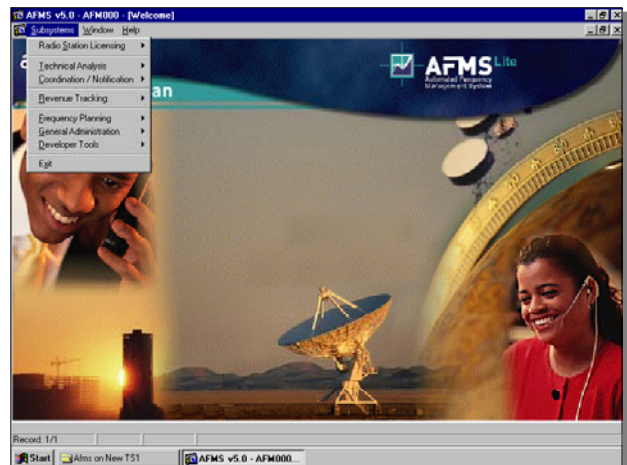 AFMS v5.0 - AFM000 - [Welcome]
Subsystems Window Help
Radio Station Licensing
Technical Analysis
Coordination / Notification
Revenue Tracking
Frequency Planning
General Administration
Developer Tools
Exit
an
AFMS Lite
Automated Frequency
Management System
Record: 1/1
Start Afms on New TS1 AFMS v5.0 - AFM000...